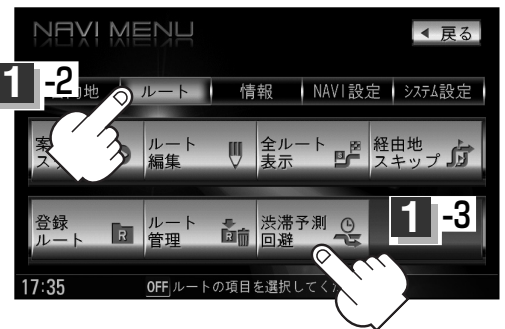 NAVI MENU
戻る
1-2
地
ルート
情報
NAVI設定
システム設定
ルート
編集
全ルート
表示
経由地
スキップ
登録
ルート
ルート
管理
渋滞予測
回避
1-3
17:35
OFF ルートの項目を選択してく